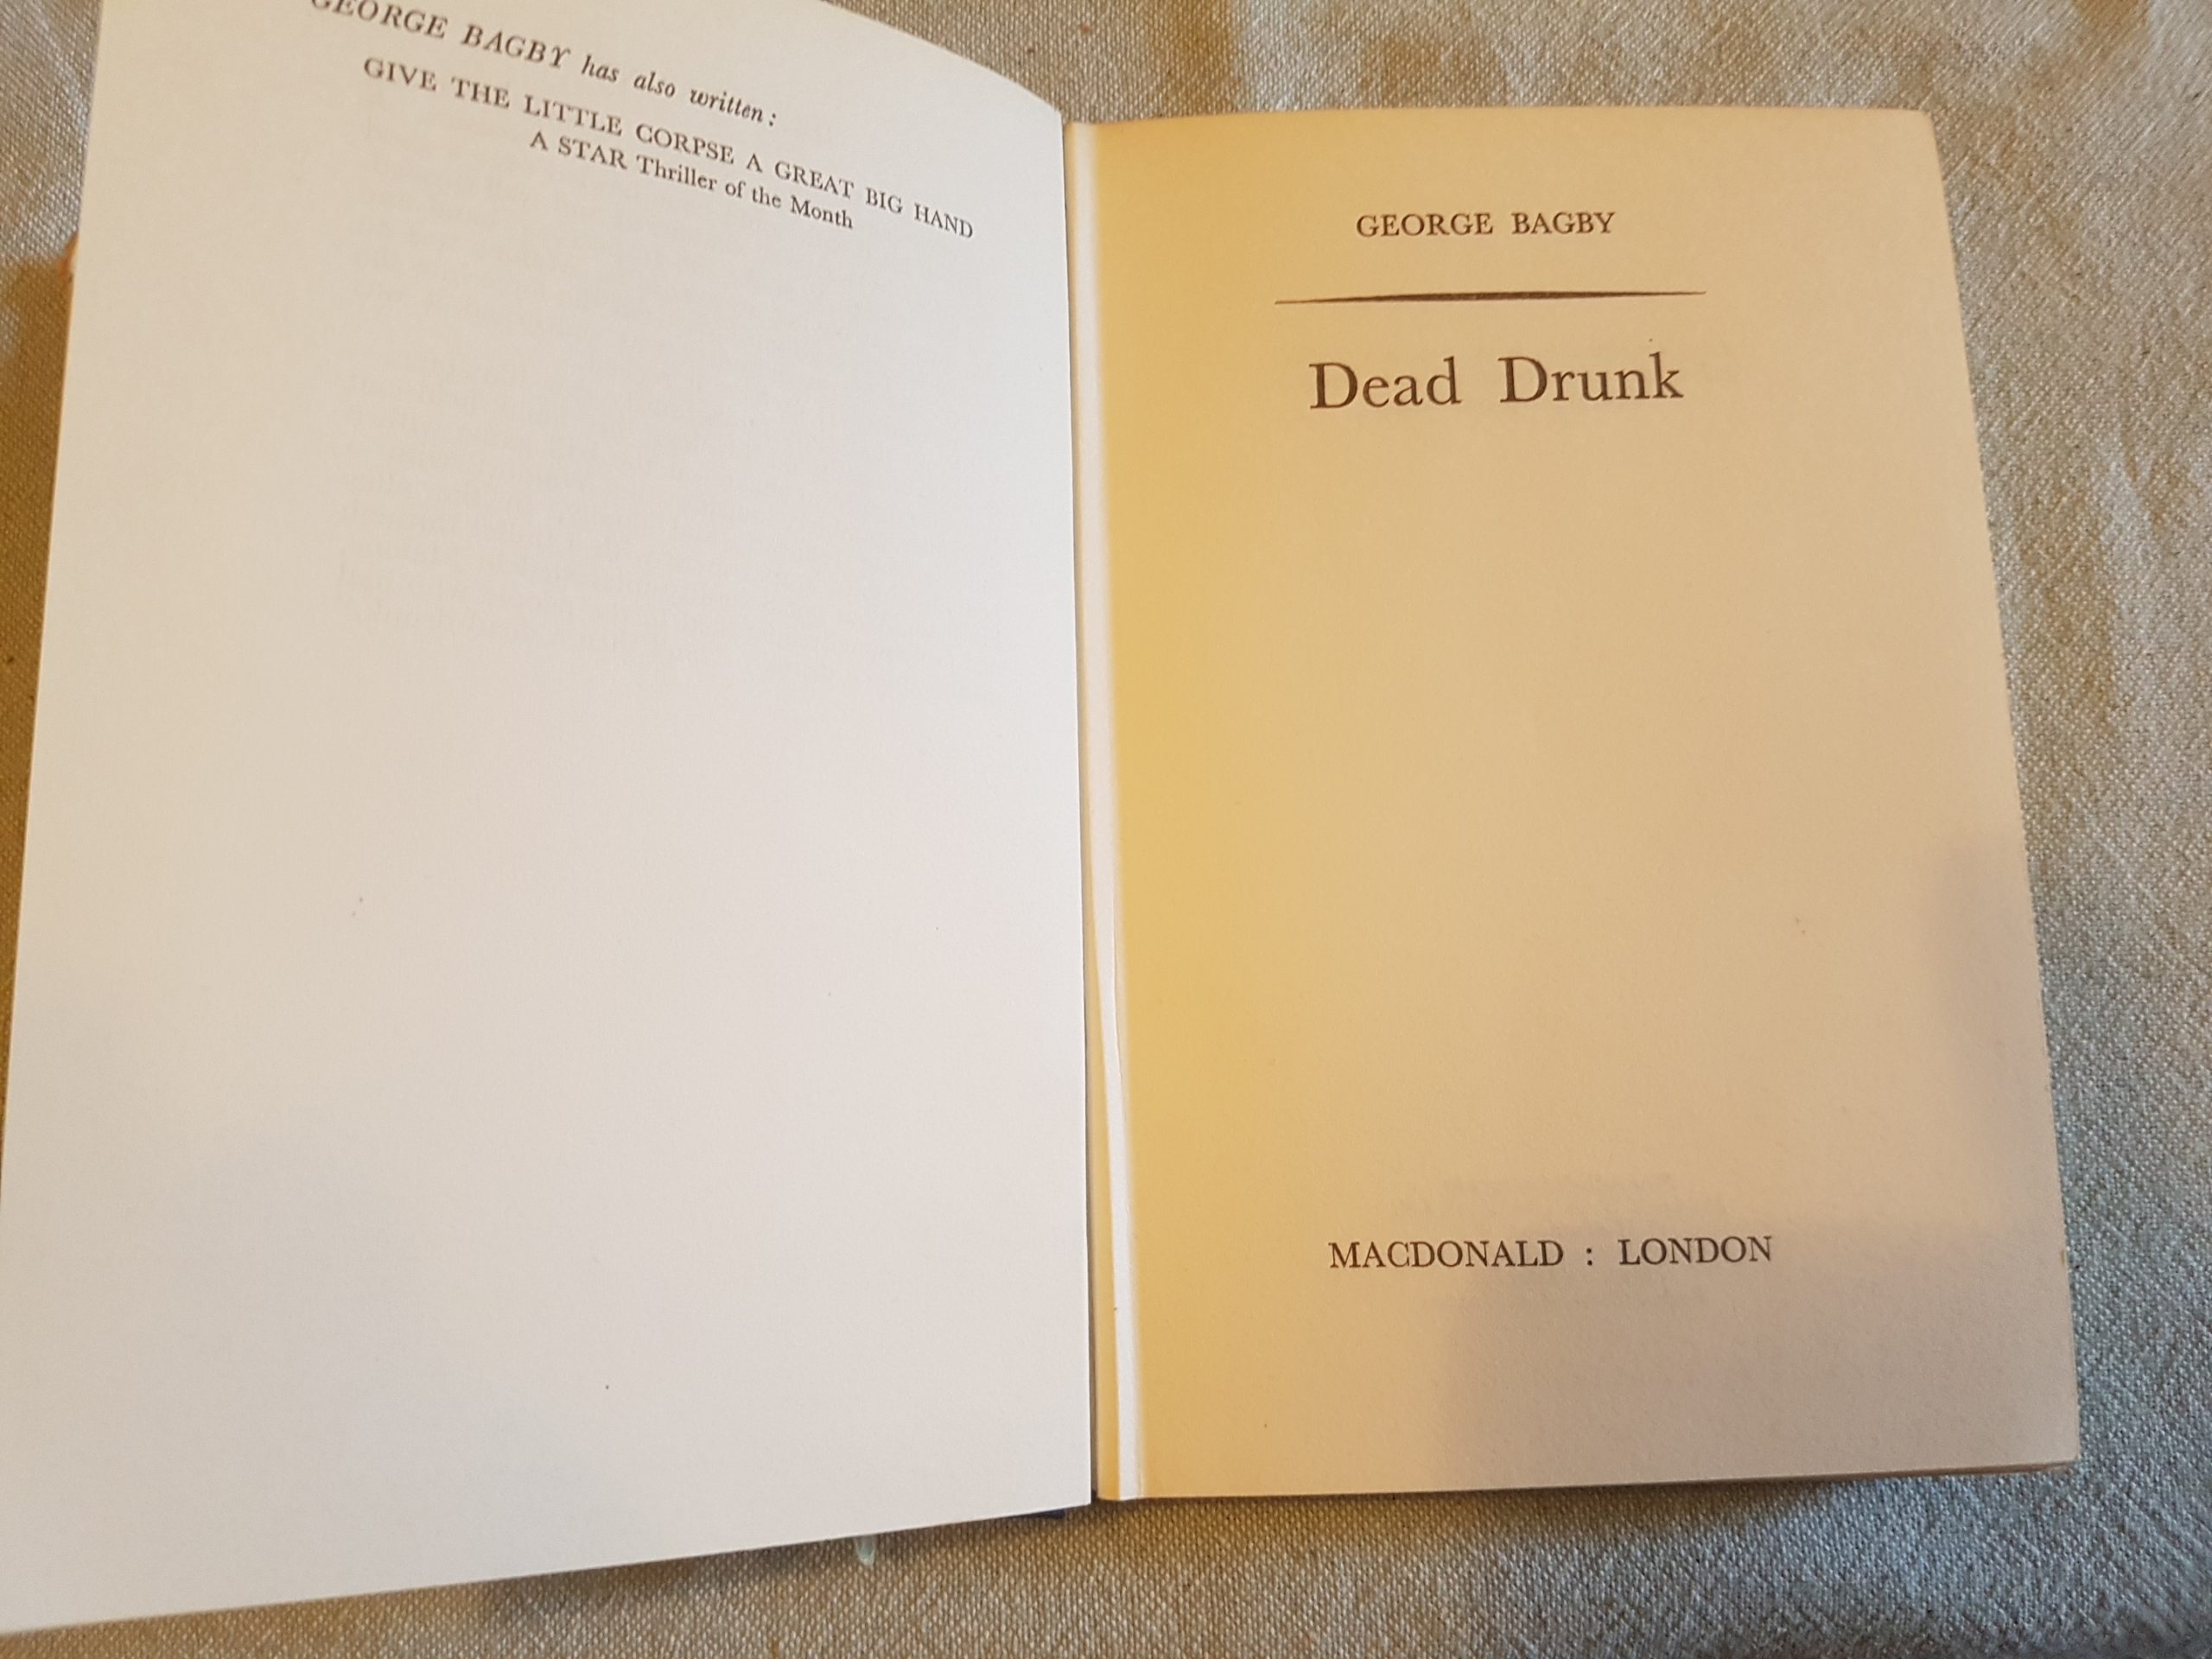 GEORGE BAGBY has also written :
GIVE THE LITTLE CORPSE A GREAT BIG HAND
A STAR Thriller of the Month
GEORGE BAGBY
Dead Drunk
MACDONALD : LONDON